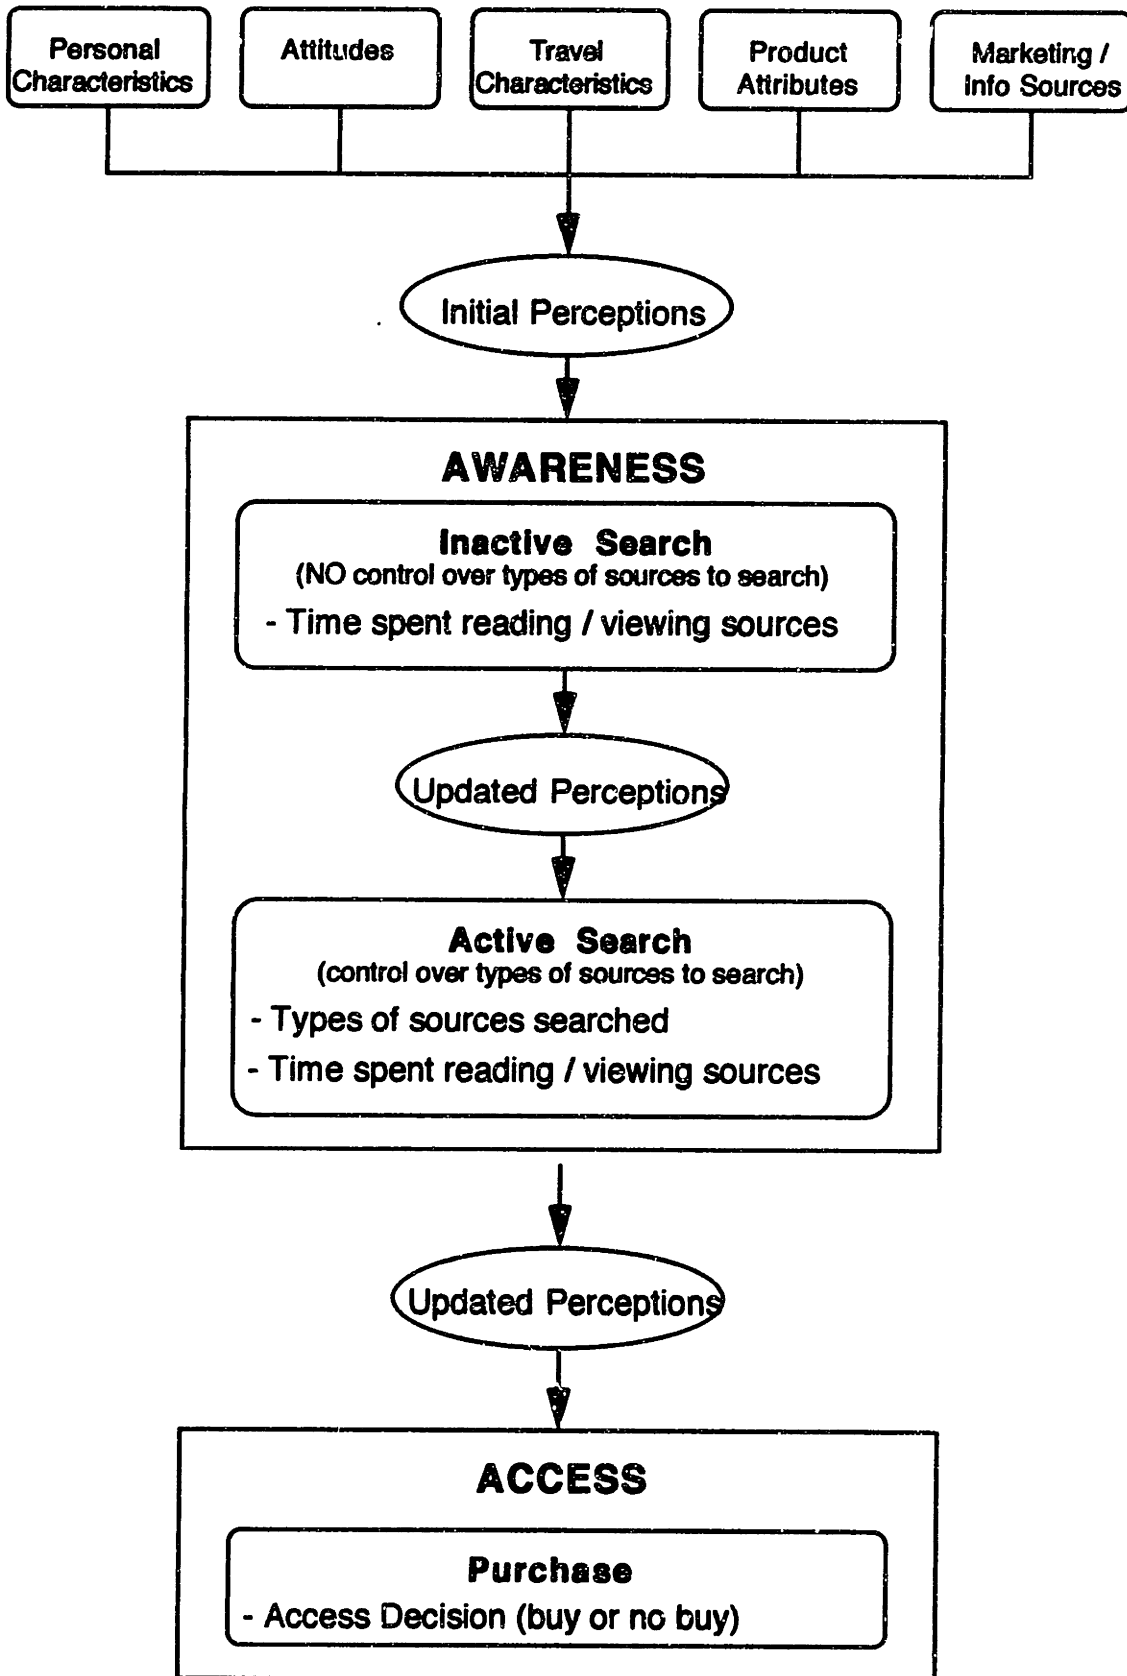 Personal
Characteristics
Attitudes
Travel
Characteristics
Product
Attributes
Marketing /
Info Sources
Initial Perceptions
AWARENESS
Inactive Search
(NO control over types of sources to search)
- Time spent reading / viewing sources
Updated Perceptions
Active Search
(control over types of sources to search)
- Types of sources searched
- Time spent reading / viewing sources
Updated Perceptions
ACCESS
Purchase
- Access Decision (buy or no buy)